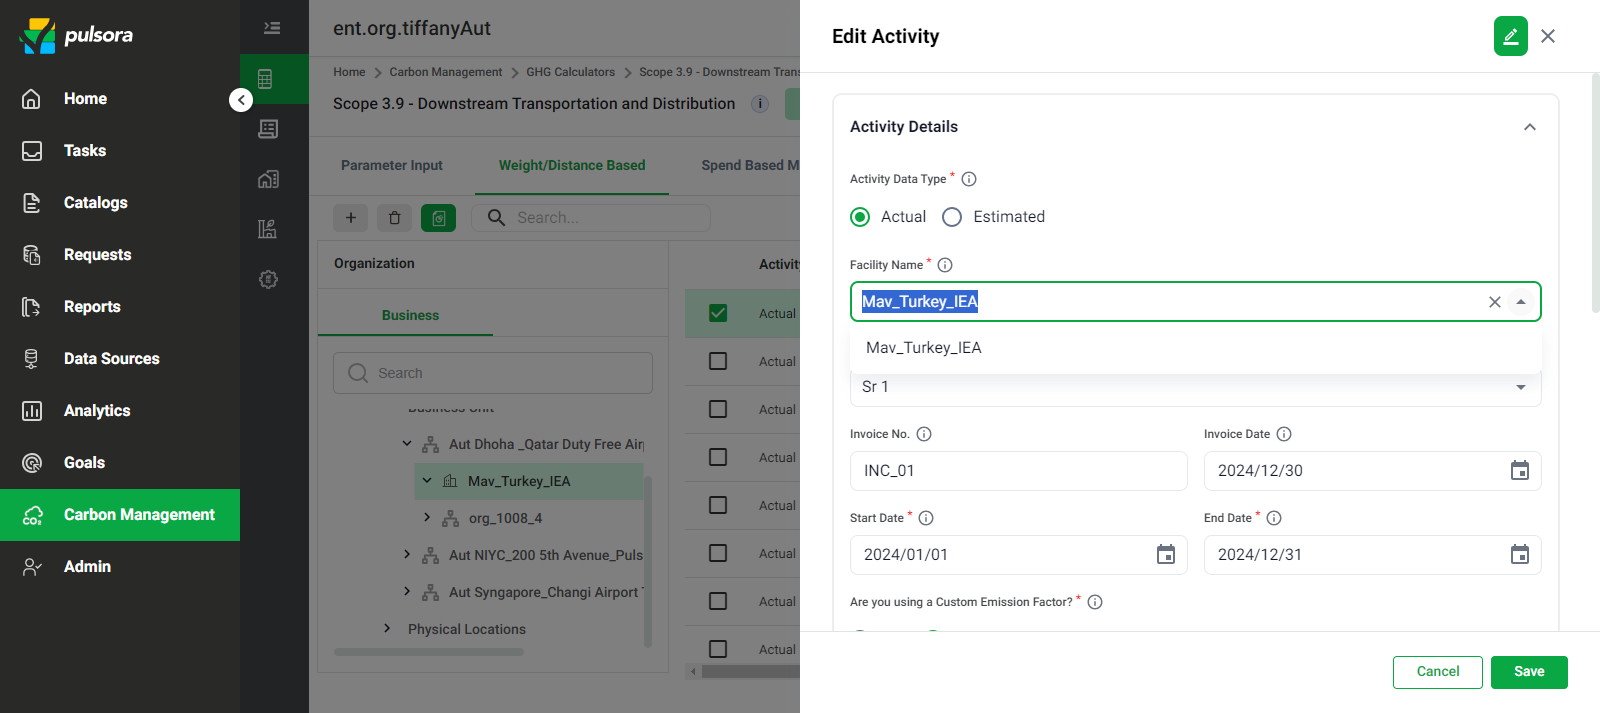 pulsora
Home
Tasks
Catalogs
Requests
Reports
Data Sources
Analytics
Goals
Carbon Management
Admin
ent.org.tiffanyAut
Home > Carbon Management > GHG Calculators > Scope 3.9 - Downstream Tran
Scope 3.9 - Downstream Transportation and Distribution
Parameter Input
Weight/Distance Based
Spend Based M
Search...
Organization
Business
Search
Business Unit
Aut Dhoha _Qatar Duty Free Air
Mav_Turkey_IEA
org_1008_4
Aut NIYC_200 5th Avenue_Puls
Aut Syngapore_Changi Airport T
Physical Locations
Activity
Actual
Actual
Actual
Actual
Actual
Actual
Actual
Actual
Edit Activity
Activity Details
Activity Data Type *
Actual
Estimated
Facility Name *
Mav_Turkey_IEA
Mav_Turkey_IEA
Sr 1
Invoice No.
Invoice Date
INC_01
2024/12/30
Start Date *
End Date *
2024/01/01
2024/12/31
Are you using a Custom Emission Factor? *
Cancel
Save